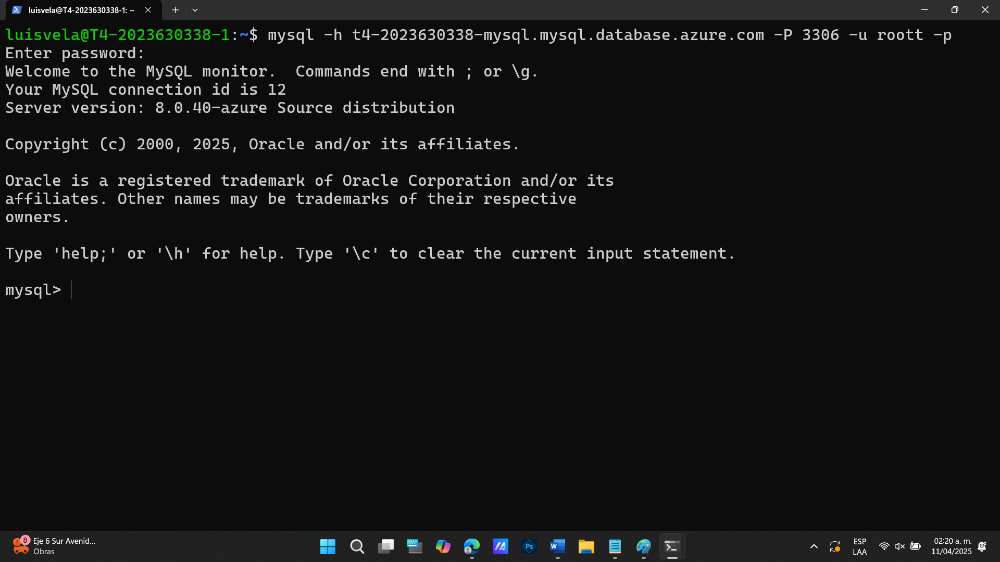 luisvela@T4-2023630338-1: ~
luisvela@T4-2023630338-1:~$ mysql -h t4-2023630338-mysql.mysql.database.azure.com -P 3306 -u roott -p
Enter password:
Welcome to the MySQL monitor.  Commands end with ; or \g.
Your MySQL connection id is 12
Server version: 8.0.40-azure Source distribution
Copyright (c) 2000, 2025, Oracle and/or its affiliates.
Oracle is a registered trademark of Oracle Corporation and/or its
affiliates. Other names may be trademarks of their respective
owners.
Type 'help;' or '\h' for help. Type '\c' to clear the current input statement.
mysql>
8
Eje 6 Sur Avenid...
Obras
Ps
W
ESP
LAA
02:20 a. m.
11/04/2025